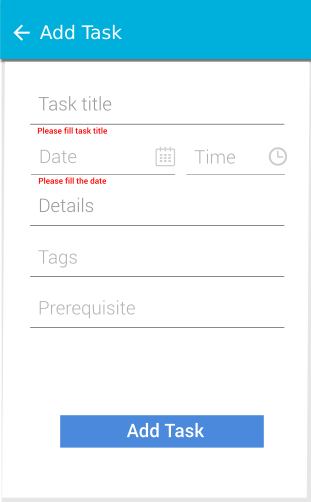 Add Task
Task title
Please fill task title
Date Time
Please fill the date
Details
Tags
Prerequisite
Add Task